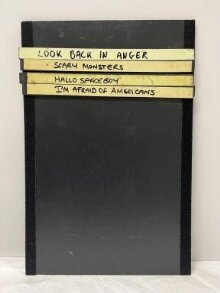 LOOK BACK IN ANGER
SCARY MONSTERS
HALLO SPACEBOY
I'M AFRAID OF AMERICANS